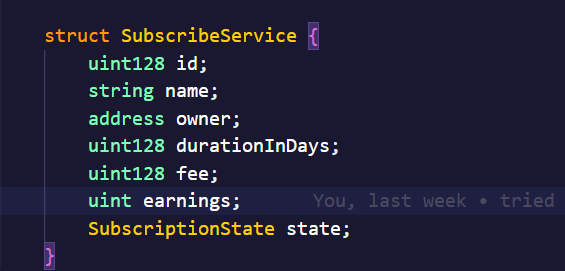 struct SubscribeService {
uint128 id;
string name;
address owner;
uint128 durationInDays;
uint128 fee;
uint earnings; You, last week • tried
SubscriptionState state;
}